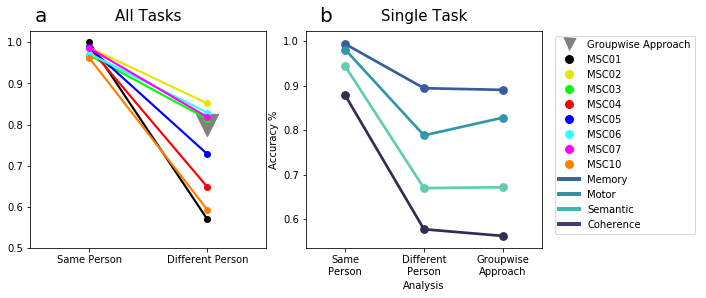 a
All Tasks
1.0
0.9
0.8
0.7
0.6
0.5
Same Person
Different Person
b
Single Task
Accuracy %
1.0
0.9
0.8
0.7
0.6
Same
Person
Different
Person
Groupwise
Approach
Analysis
Groupwise Approach
MSC01
MSC02
MSC03
MSC04
MSC05
MSC06
MSC07
MSC10
Memory
Motor
Semantic
Coherence